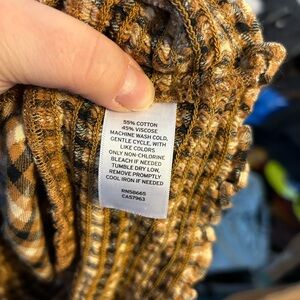 55% COTTON
45% VISCOSE
MACHINE WASH COLD,
GENTLE CYCLE, WITH
LIKE COLORS
ONLY NON-CHLORINE
BLEACH IF NEEDED
TUMBLE DRY LOW,
REMOVE PROMPTLY
COOL IRON IF NEEDED
RN58665
CA57963